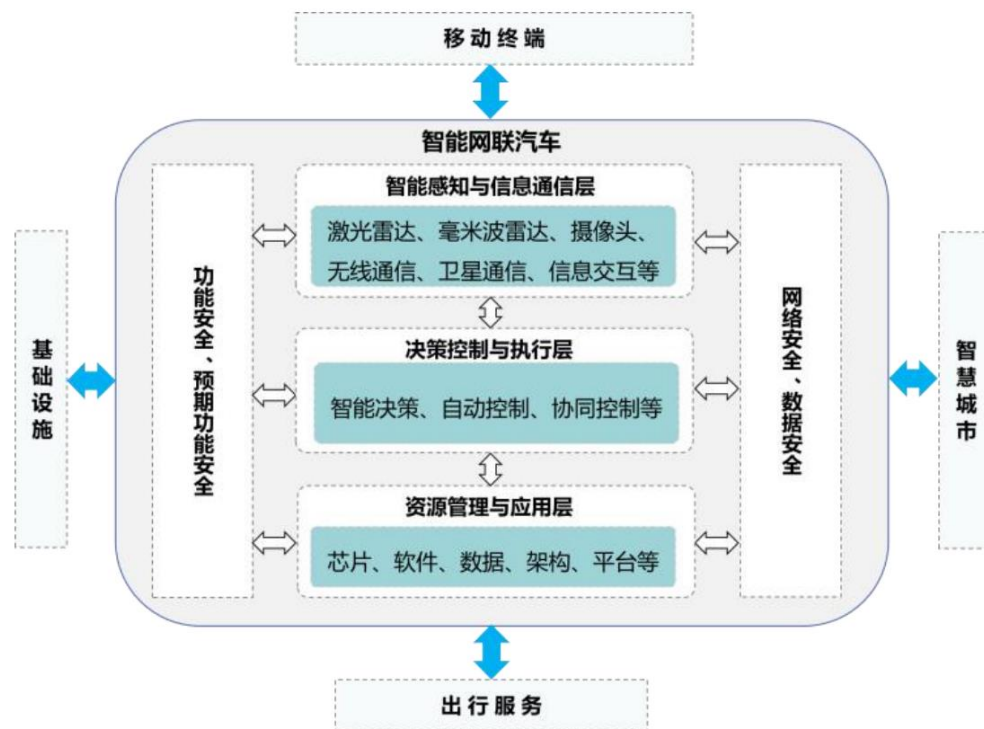 移动终端
智能网联汽车
智能感知与信息通信层
激光雷达、毫米波雷达、摄像头、
无线通信、卫星通信、信息交互等
基础设施
功能安全、预期功能安全
决策控制与执行层
智能决策、自动控制、协同控制等
网络安全、数据安全
智慧城市
资源管理与应用层
芯片、软件、数据、架构、平台等
出行服务